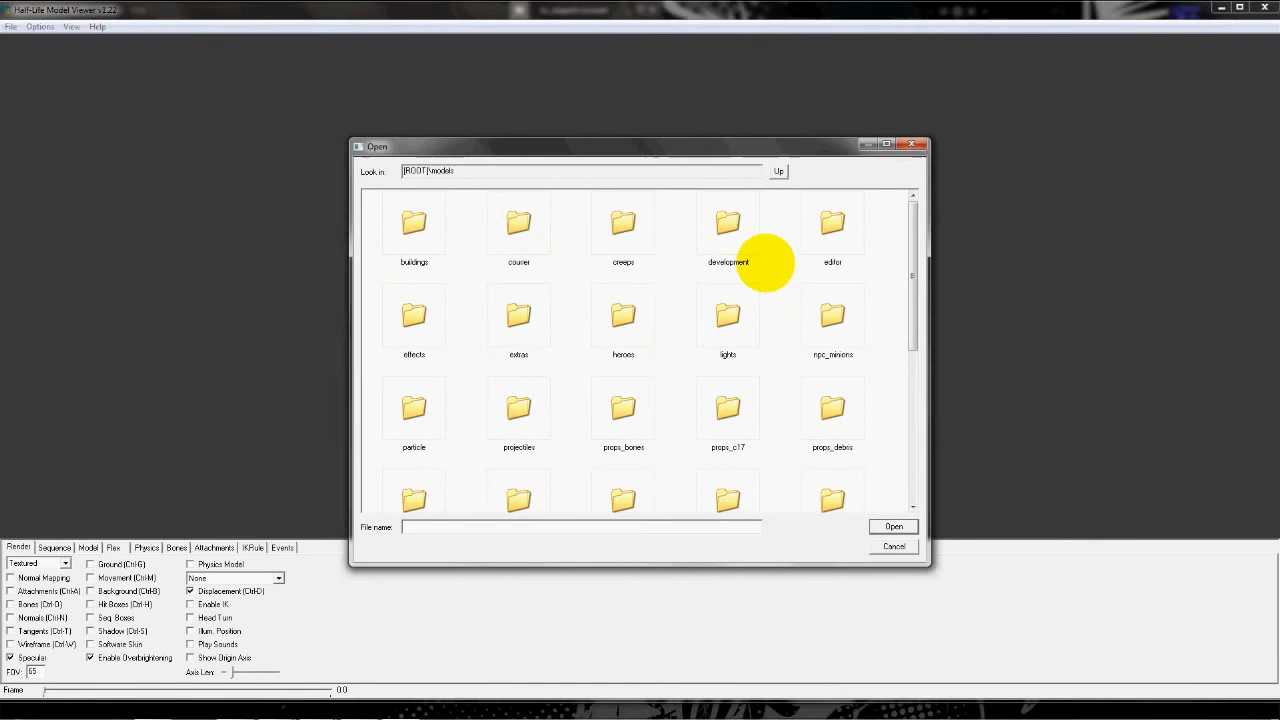 Half-Life Model Viewer v1.22
File Options View Help
Open
Look in: [ROOT]\models Up
buildings courier creeps development editor
effects extras heroes lights npc_minions
particle projectiles props_bones props_c17 props_debris
File name: Open
Cancel
Render Sequence Model Flex Physics Bones Attachments IKRule Events
Textured Ground (Ctrl-G) Physics Model
Normal Mapping Movement (Ctrl-M) None
Attachments (Ctrl-A) Background (Ctrl-B) Displacement (Ctrl-D)
Bones (Ctrl-O) Hit Boxes (Ctrl-H) Enable IK
Normals (Ctrl-N) Seq. Boxes Head Turn
Tangents (Ctrl-T) Shadow (Ctrl-S) Illum. Position
Wireframe (Ctrl-W) Software Skin Play Sounds
Specular Enable Overbrightening Show Origin Axis
FOV: 65 Axis Len:
Frame 0.0